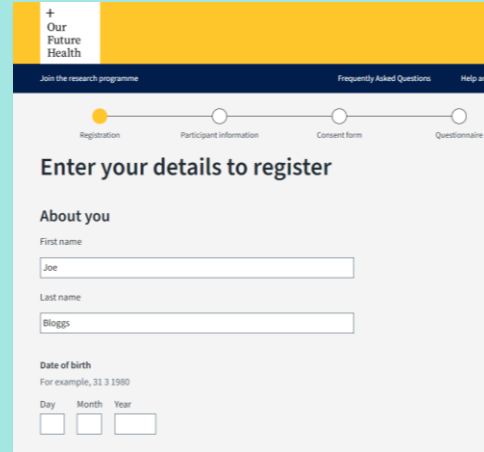 +
Our
Future
Health
Join the research programme Frequently Asked Questions Help
Registration Participant information Consent form Questionnaire
Enter your details to register
About you
First name
Joe
Last name
Bloggs
Date of birth
For example, 31 3 1980
Day Month Year